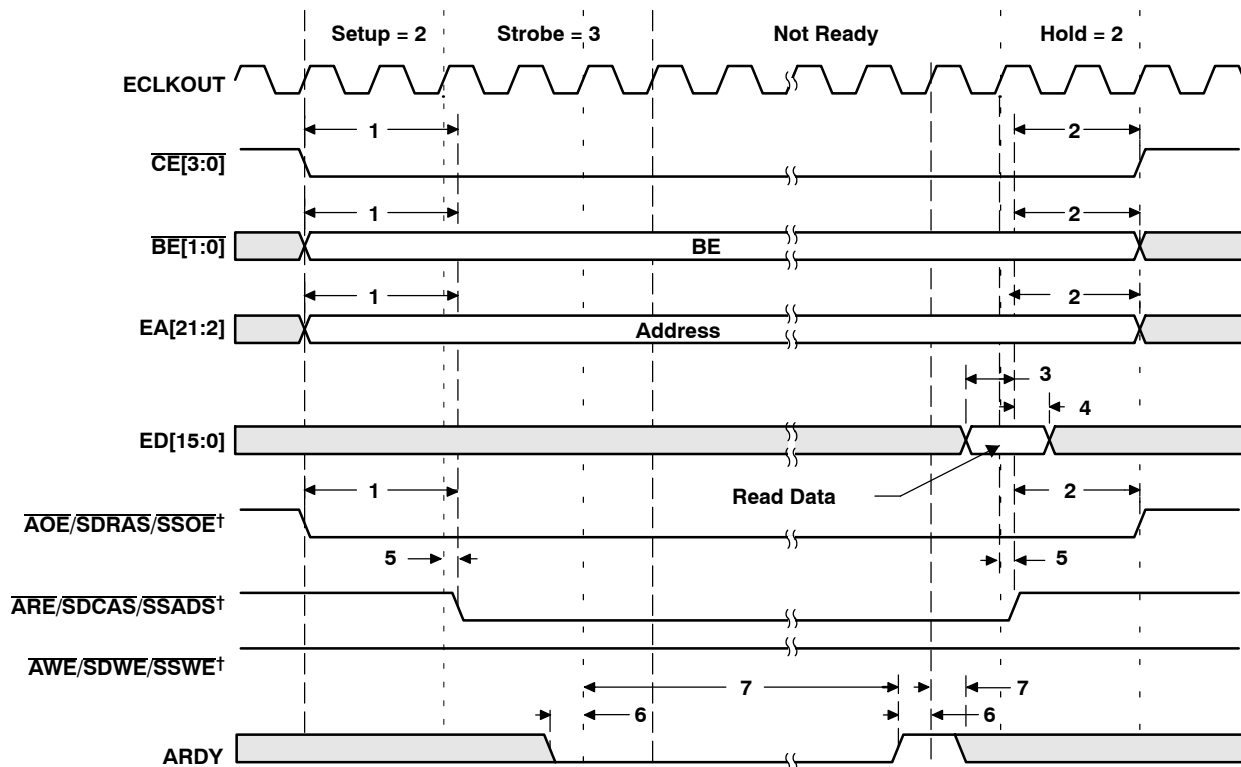 Setup = 2 Strobe = 3 Not Ready Hold = 2
ECLKOUT
1 2
CE[3:0]
1 2
BE[1:0] BE
1 2
EA[21:2] Address
3
4
ED[15:0]
Read Data
1 2
AOE/SDRAS/SSOE†
5 5
ARE/SDCAS/SSADS†
AWE/SDWE/SSWE†
7 7
6 6
ARDY